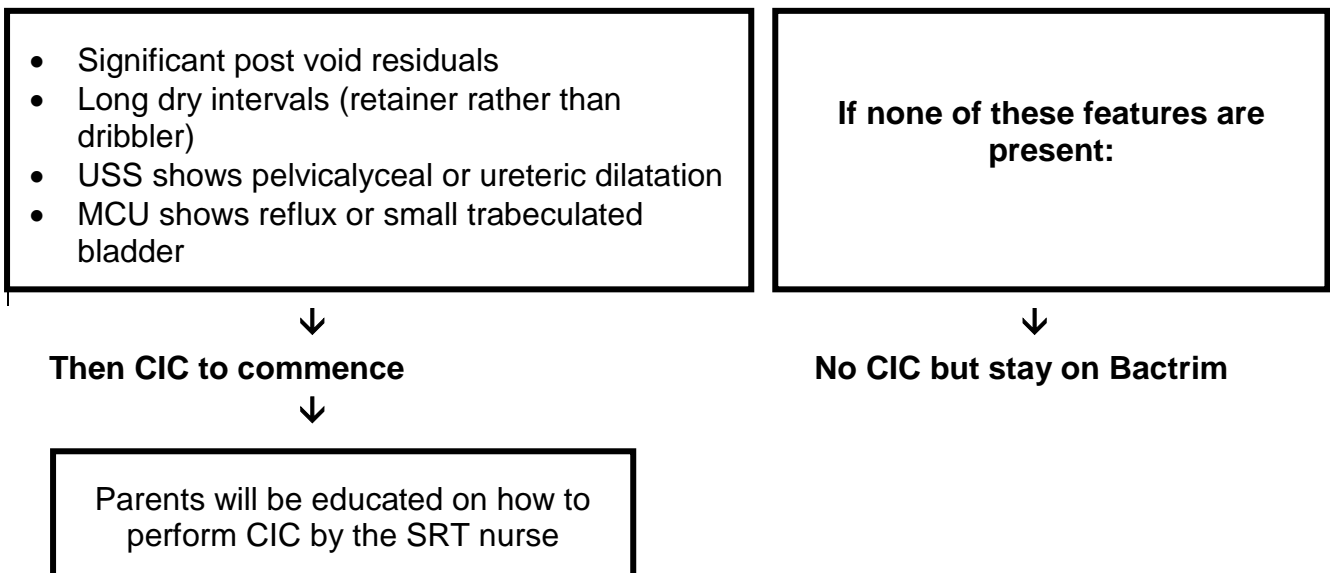 • Significant post void residuals
• Long dry intervals (retainer rather than
dribbler)
• USS shows pelvicalyceal or ureteric dilatation
• MCU shows reflux or small trabeculated
bladder
If none of these features are
present:
↓
↓
Then CIC to commence
No CIC but stay on Bactrim
↓
Parents will be educated on how to
perform CIC by the SRT nurse